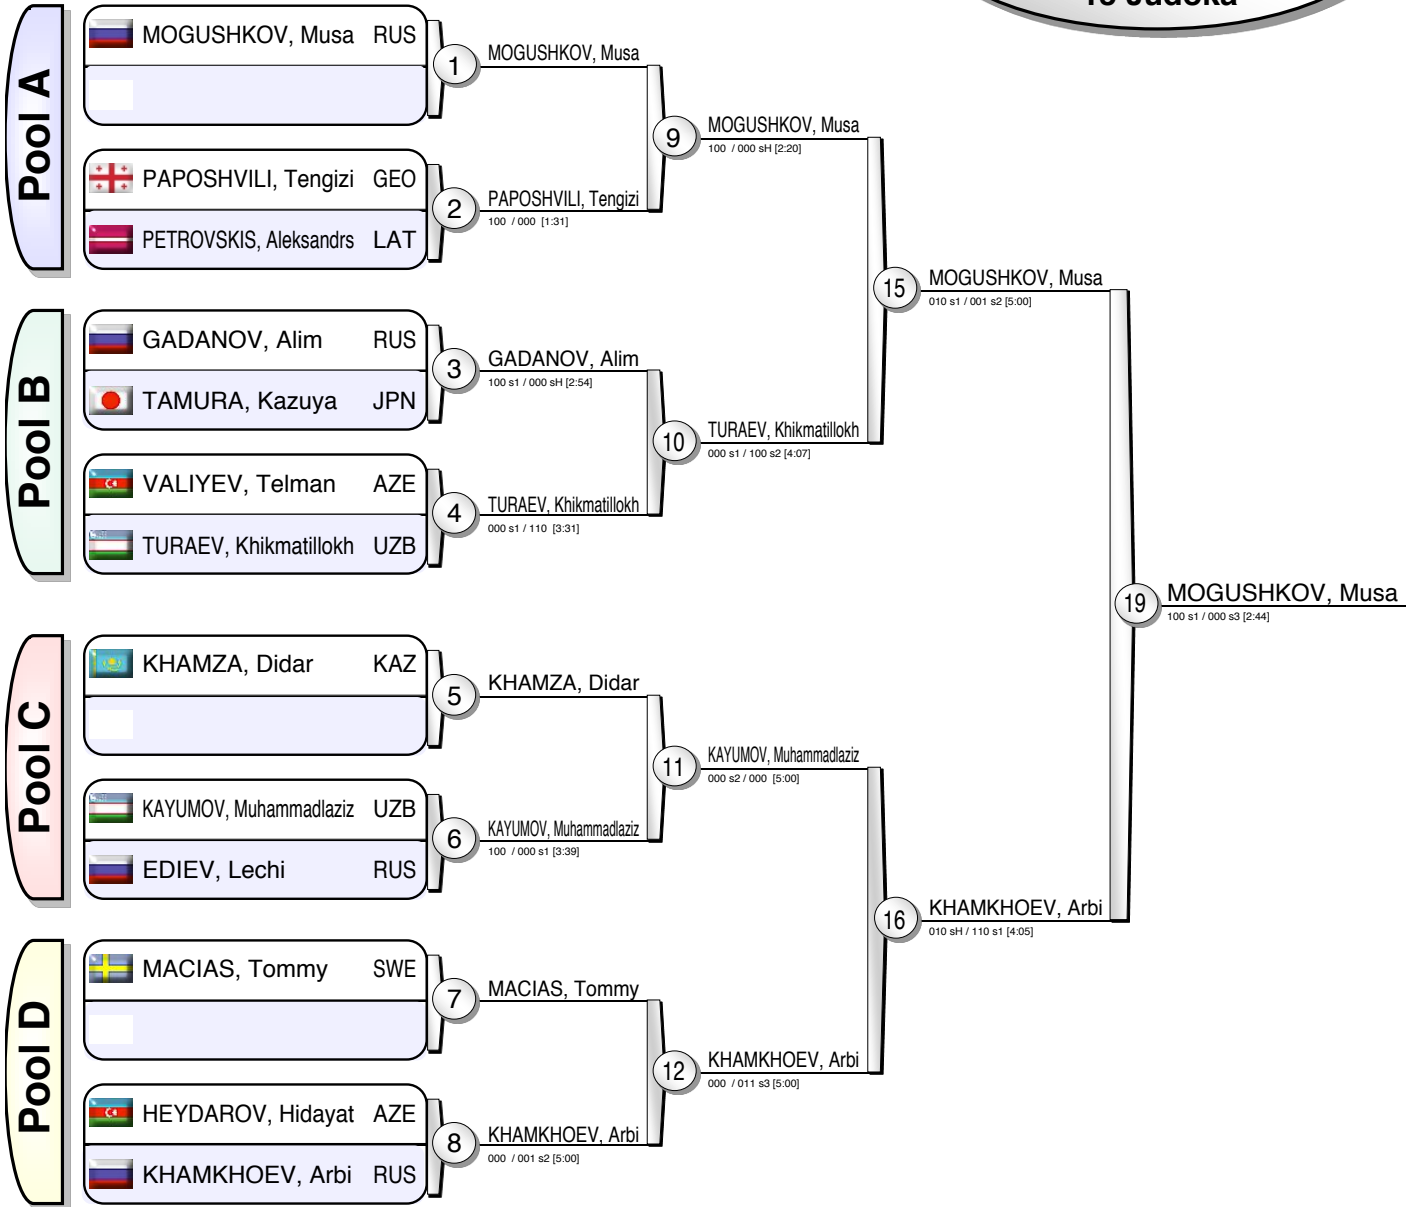 Pool A
MOGUSHKOV, Musa RUS
PAPOSHVILI, Tengizi GEO
PETROVSKIS, Aleksandrs LAT
Pool B
GADANOV, Alim RUS
TAMURA, Kazuya JPN
VALIYEV, Telman AZE
TURAEV, Khikmatillokh UZB
Pool C
KHAMZA, Didar KAZ
KAYUMOV, Muhammadlaziz UZB
EDIEV, Lechi RUS
Pool D
MACIAS, Tommy SWE
HEYDAROV, Hidayat AZE
KHAMKHOEV, Arbi RUS
1
MOGUSHKOV, Musa
2
PAPOSHVILI, Tengizi
100 / 000 [1:31]
3
GADANOV, Alim
100 s1 / 000 sH [2:54]
4
TURAEV, Khikmatillokh
000 s1 / 110 [3:31]
5
KHAMZA, Didar
6
KAYUMOV, Muhammadlaziz
100 / 000 s1 [3:39]
7
MACIAS, Tommy
8
KHAMKHOEV, Arbi
000 / 001 s2 [5:00]
9
MOGUSHKOV, Musa
100 / 000 sH [2:20]
10
TURAEV, Khikmatillokh
000 s1 / 100 s2 [4:07]
11
KAYUMOV, Muhammadlaziz
000 s2 / 000 [5:00]
12
KHAMKHOEV, Arbi
000 / 011 s3 [5:00]
15
MOGUSHKOV, Musa
010 s1 / 001 s2 [5:00]
16
KHAMKHOEV, Arbi
010 sH / 110 s1 [4:05]
19
MOGUSHKOV, Musa
100 s1 / 000 s3 [2:44]